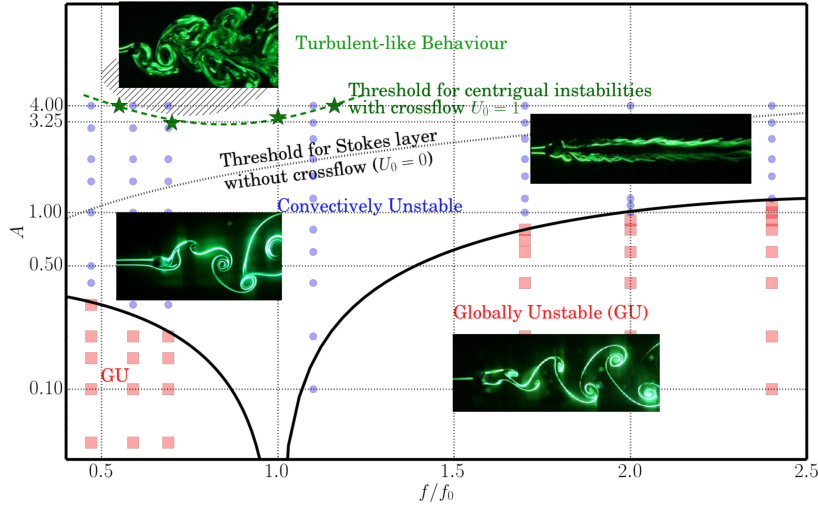 Turbulent-like Behaviour
Threshold for centrigual instabilities
with crossflow U₀ = 1
4.00
3.25
Threshold for Stokes layer
without crossflow (U₀ = 0)
Convectively Unstable
1.00
A
0.50
Globally Unstable (GU)
GU
0.10
0.5 1.0 1.5 2.0 2.5
f/f₀